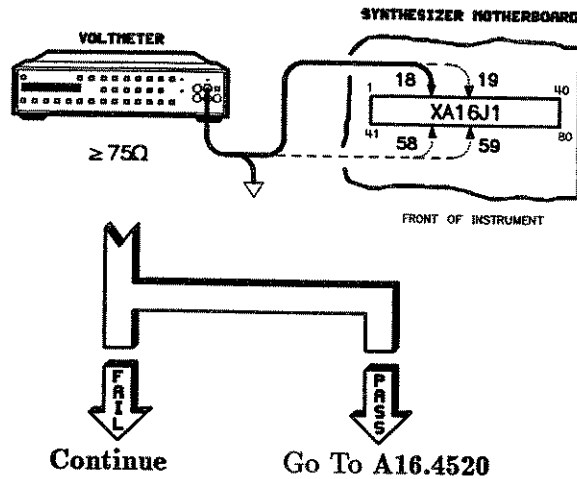 SYNTHESIZER MOTHERBOARD
VOLTMETER
18 19
1 40
XA16J1
41 80
58 59
≥ 75Ω
FRONT OF INSTRUMENT
FAIL
PASS
Continue
Go To A16.4520